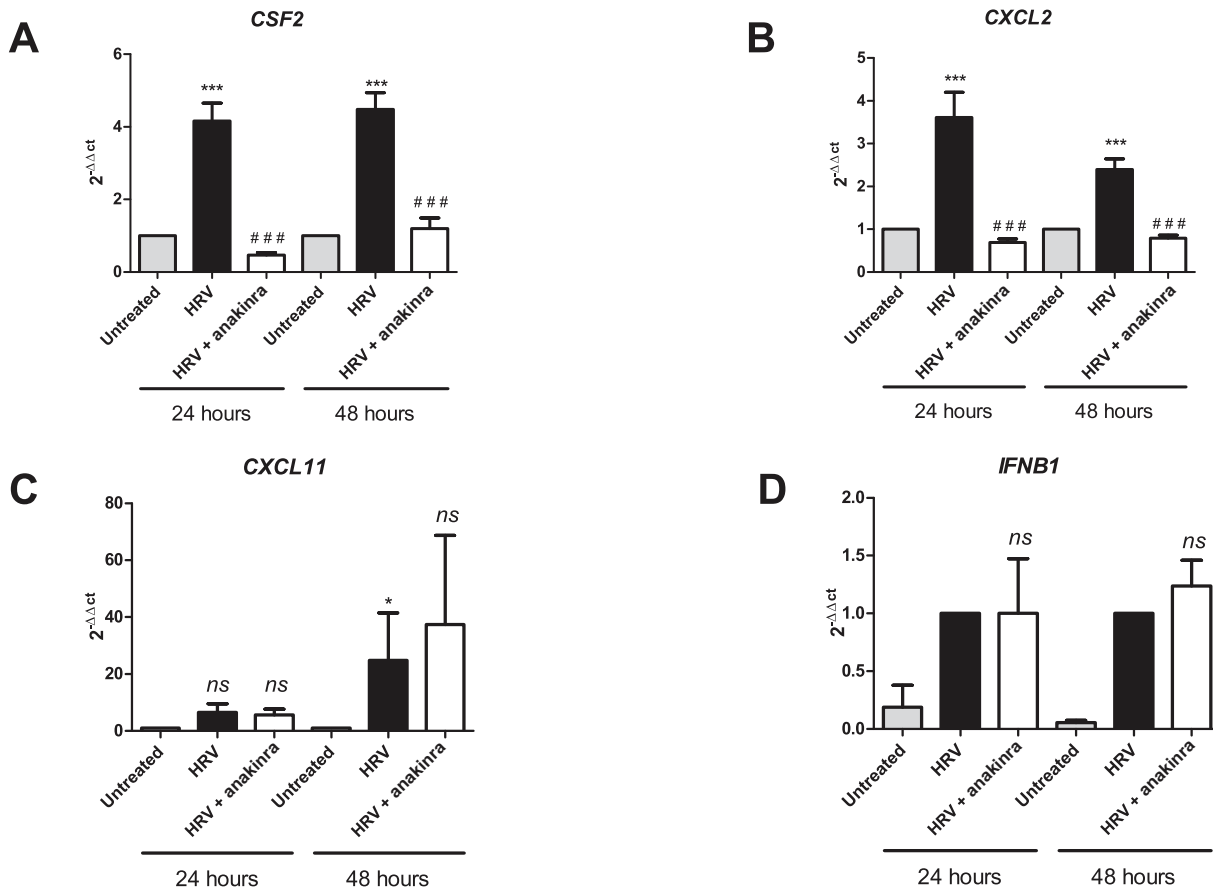 A
CSF2
2-ΔΔct
6
4
2
0
***
###
***
###
Untreated
HRV
HRV + anakinra
Untreated
HRV
HRV + anakinra
24 hours
48 hours
B
CXCL2
2-ΔΔct
5
4
3
2
1
0
***
###
***
###
Untreated
HRV
HRV + anakinra
Untreated
HRV
HRV + anakinra
24 hours
48 hours
C
CXCL11
2-ΔΔct
80
60
40
20
0
ns
ns
*
ns
Untreated
HRV
HRV + anakinra
Untreated
HRV
HRV + anakinra
24 hours
48 hours
D
IFNB1
2-ΔΔct
2.0
1.5
1.0
0.5
0.0
ns
ns
Untreated
HRV
HRV + anakinra
Untreated
HRV
HRV + anakinra
24 hours
48 hours